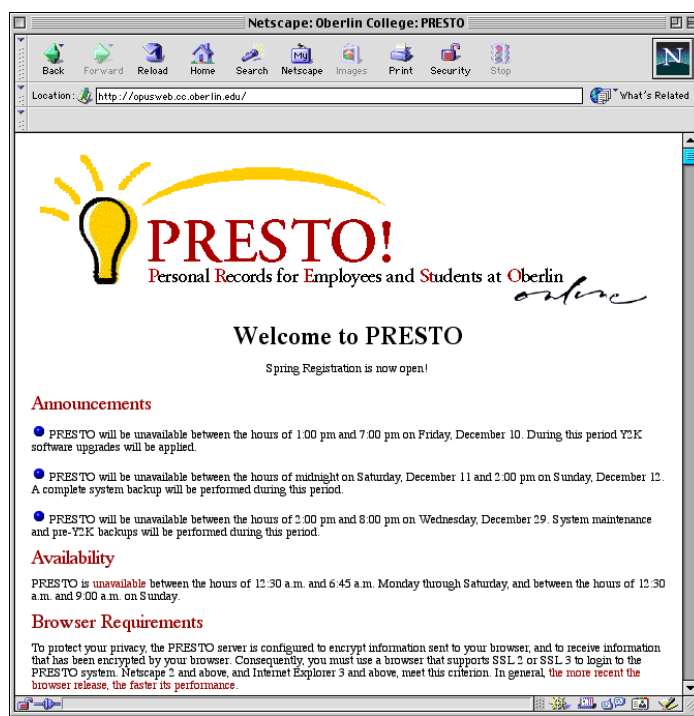 Netscape: Oberlin College: PRESTO
Back Forward Reload Home Search Netscape Images Print Security Stop
My
N
Location: http://opusweb.cc.oberlin.edu/ What's Related
PRESTO!
Personal Records for Employees and Students at Oberlin
online
Welcome to PRESTO
Spring Registration is now open!
Announcements
PRESTO will be unavailable between the hours of 1:00 pm and 7:00 pm on Friday, December 10. During this period Y2K
software upgrades will be applied.
PRESTO will be unavailable between the hours of midnight on Saturday, December 11 and 2:00 pm on Sunday, December 12.
A complete system backup will be performed during this period.
PRESTO will be unavailable between the hours of 2:00 pm and 8:00 pm on Wednesday, December 29. System maintenance
and pre-Y2K backups will be performed during this period.
Availability
PRESTO is unavailable between the hours of 12:30 a.m. and 6:45 a.m. Monday through Saturday, and between the hours of 12:30
a.m. and 9:00 a.m. on Sunday.
Browser Requirements
To protect your privacy, the PRESTO server is configured to encrypt information sent to your browser, and to receive information
that has been encrypted by your browser. Consequently, you must use a browser that supports SSL 2 or SSL 3 to login to the
PRESTO system. Netscape 2 and above, and Internet Explorer 3 and above, meet this criterion. In general, the more recent the
browser release, the faster its performance.